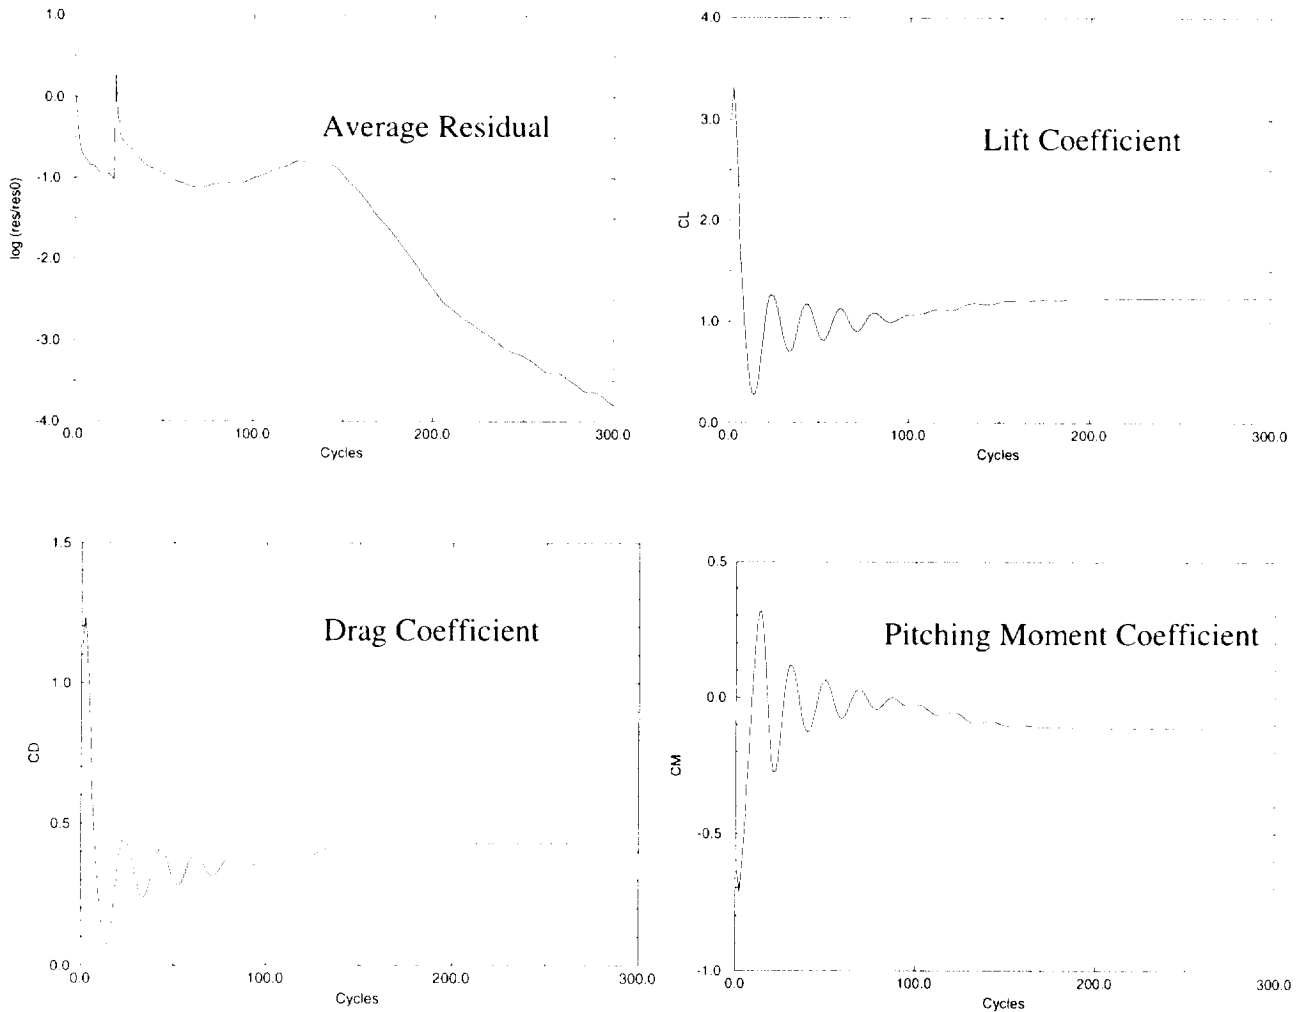 1.0
0.0
-1.0
-2.0
-3.0
-4.0
log (res/res0)
Average Residual
0.0 100.0 200.0 300.0
Cycles
4.0
3.0
2.0
1.0
0.0
CL
Lift Coefficient
0.0 100.0 200.0 300.0
Cycles
1.5
1.0
0.5
0.0
CD
Drag Coefficient
0.0 100.0 200.0 300.0
Cycles
0.5
0.0
-0.5
-1.0
CM
Pitching Moment Coefficient
0.0 100.0 200.0 300.0
Cycles